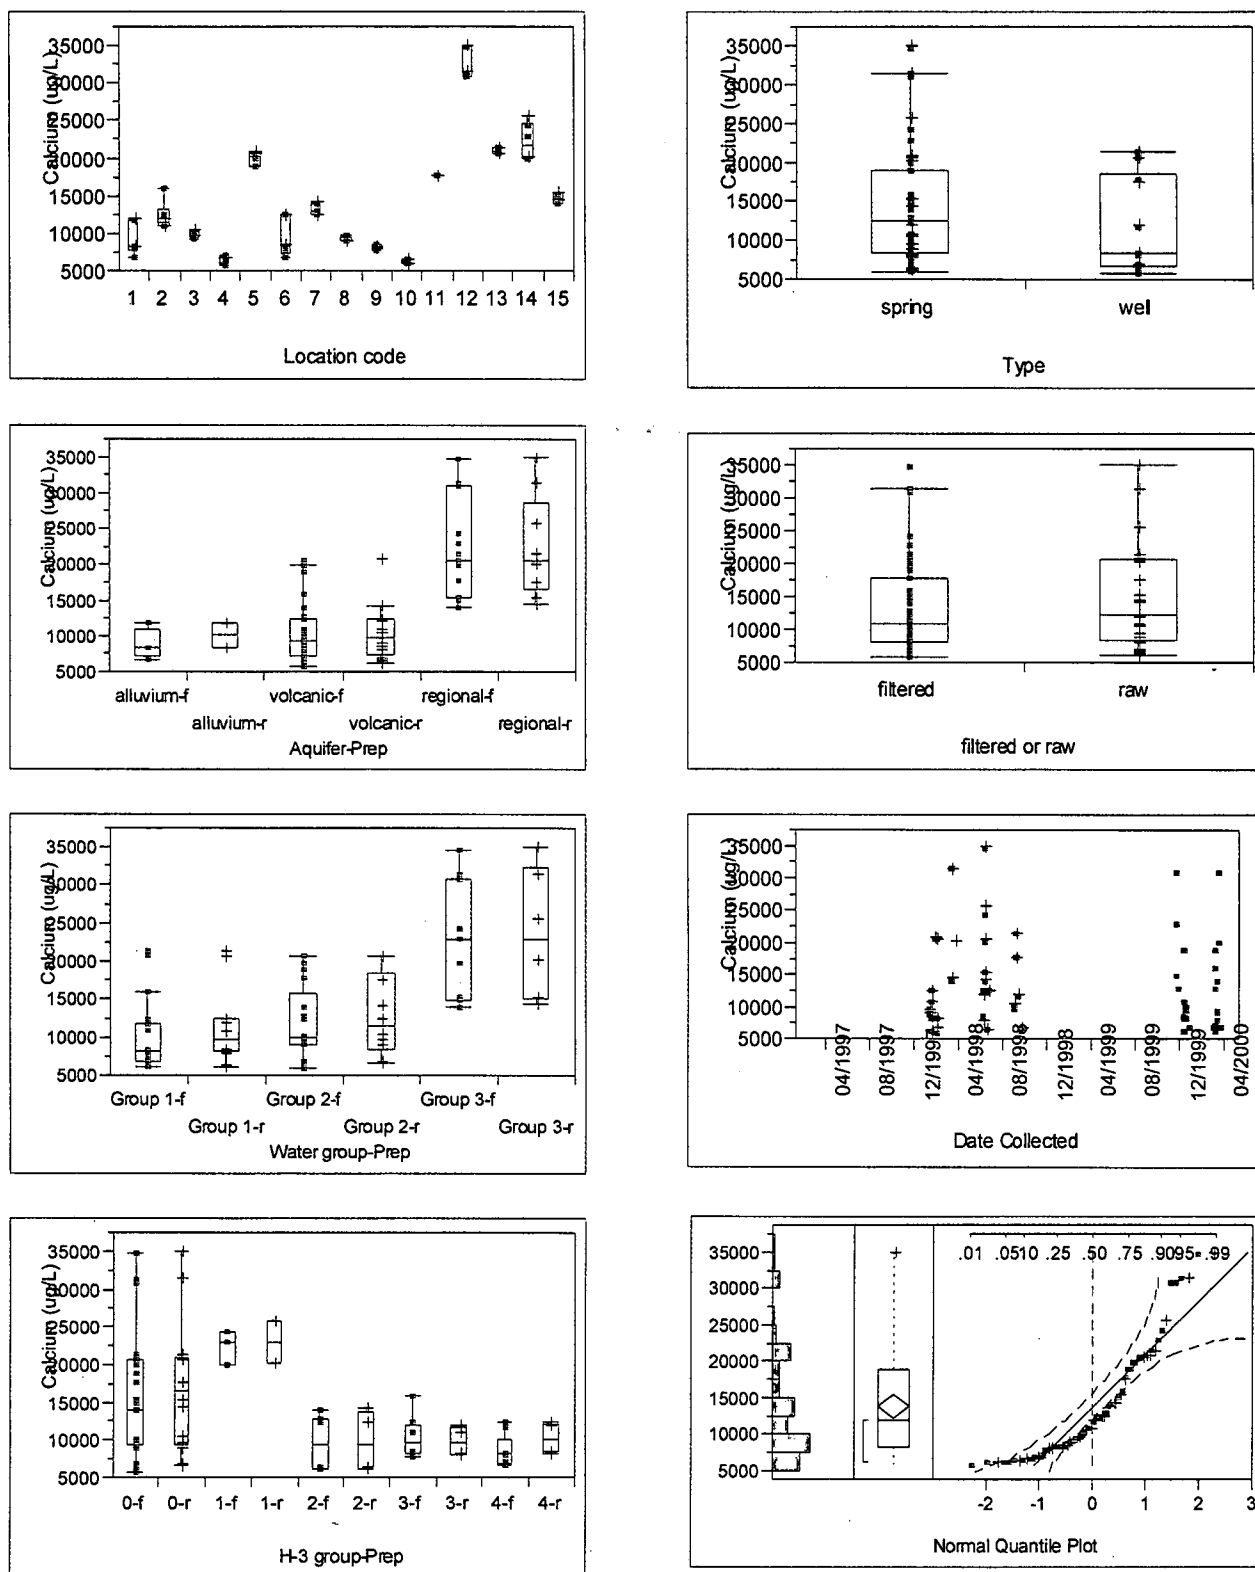 Calcium (ug/L)
35000
30000
25000
20000
15000
10000
5000
1 2 3 4 5 6 7 8 9 10 11 12 13 14 15
Location code
Calcium (ug/L)
35000
30000
25000
20000
15000
10000
5000
spring well
Type
Calcium (ug/L)
35000
30000
25000
20000
15000
10000
5000
alluvium-f volcanic-f regional-f
alluvium-r volcanic-r regional-r
Aquifer-Prep
Calcium (ug/L)
35000
30000
25000
20000
15000
10000
5000
filtered raw
filtered or raw
Calcium (ug/L)
35000
30000
25000
20000
15000
10000
5000
Group 1-f Group 2-f Group 3-f
Group 1-r Group 2-r Group 3-r
Water group-Prep
Calcium (ug/L)
35000
30000
25000
20000
15000
10000
5000
04/1997 08/1997 12/1997 04/1998 08/1998 12/1998 04/1999 08/1999 12/1999 04/2000
Date Collected
Calcium (ug/L)
35000
30000
25000
20000
15000
10000
5000
0-f 0-r 1-f 1-r 2-f 2-r 3-f 3-r 4-f 4-r
H-3 group-Prep
35000
30000
25000
20000
15000
10000
5000
.01 .05 .10 .25 .50 .75 .90 .95 .99
-2 -1 0 1 2 3
Normal Quantile Plot